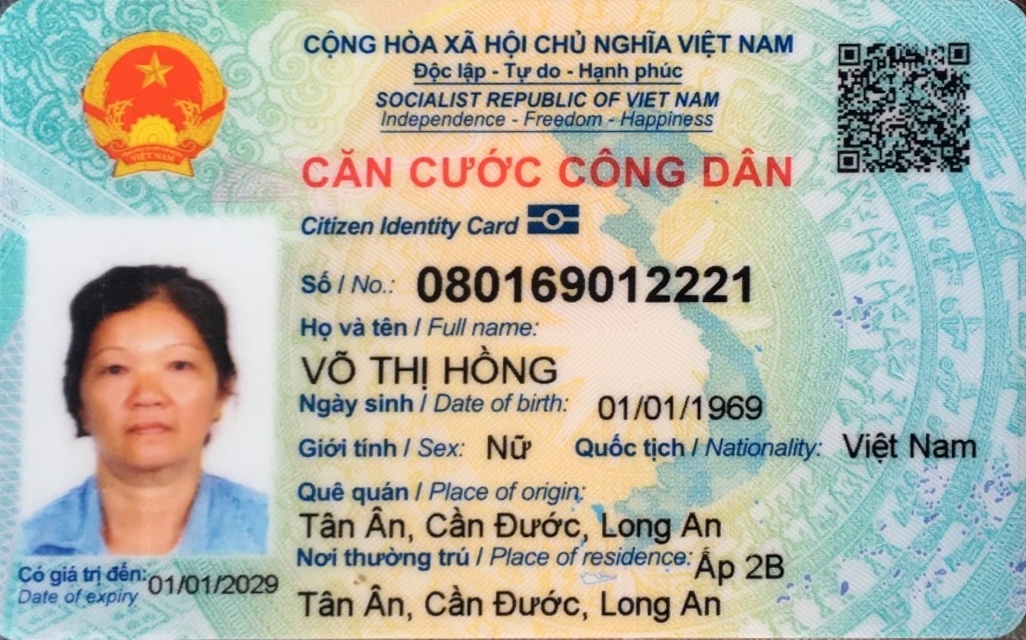 CỘNG HÒA XÃ HỘI CHỦ NGHĨA VIỆT NAM
Độc lập - Tự do - Hạnh phúc
SOCIALIST REPUBLIC OF VIET NAM
Independence - Freedom - Happiness
CĂN CƯỚC CÔNG DÂN
Citizen Identity Card
VIỆT NAM
Số / No.: 080169012221
Họ và tên / Full name:
VÕ THỊ HỒNG
Ngày sinh / Date of birth: 01/01/1969
Giới tính / Sex: Nữ Quốc tịch / Nationality: Việt Nam
Quê quán / Place of origin:
Tân Ân, Cần Đước, Long An
Nơi thường trú / Place of residence: Ấp 2B
Tân Ân, Cần Đước, Long An
Có giá trị đến: 01/01/2029
Date of expiry